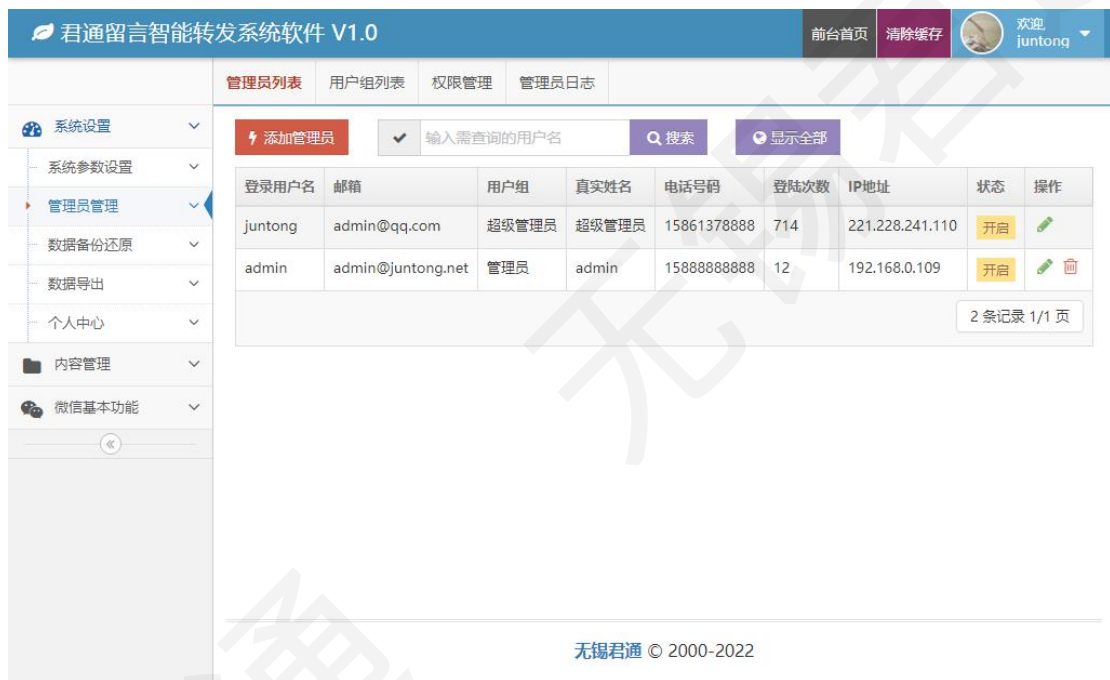 君通留言智能转发系统软件 V1.0
前台首页 清除缓存 欢迎,
juntong
管理员列表 用户组列表 权限管理 管理员日志
系统设置
系统参数设置
管理员管理
数据备份还原
数据导出
个人中心
内容管理
微信基本功能
添加管理员 输入需查询的用户名 搜索 显示全部
登录用户名 邮箱 用户组 真实姓名 电话号码 登陆次数 IP地址 状态 操作
juntong admin@qq.com 超级管理员 超级管理员 15861378888 714 221.228.241.110 开启
admin admin@juntong.net 管理员 admin 15888888888 12 192.168.0.109 开启
2 条记录 1/1 页
无锡君通 © 2000-2022
无锡君
通